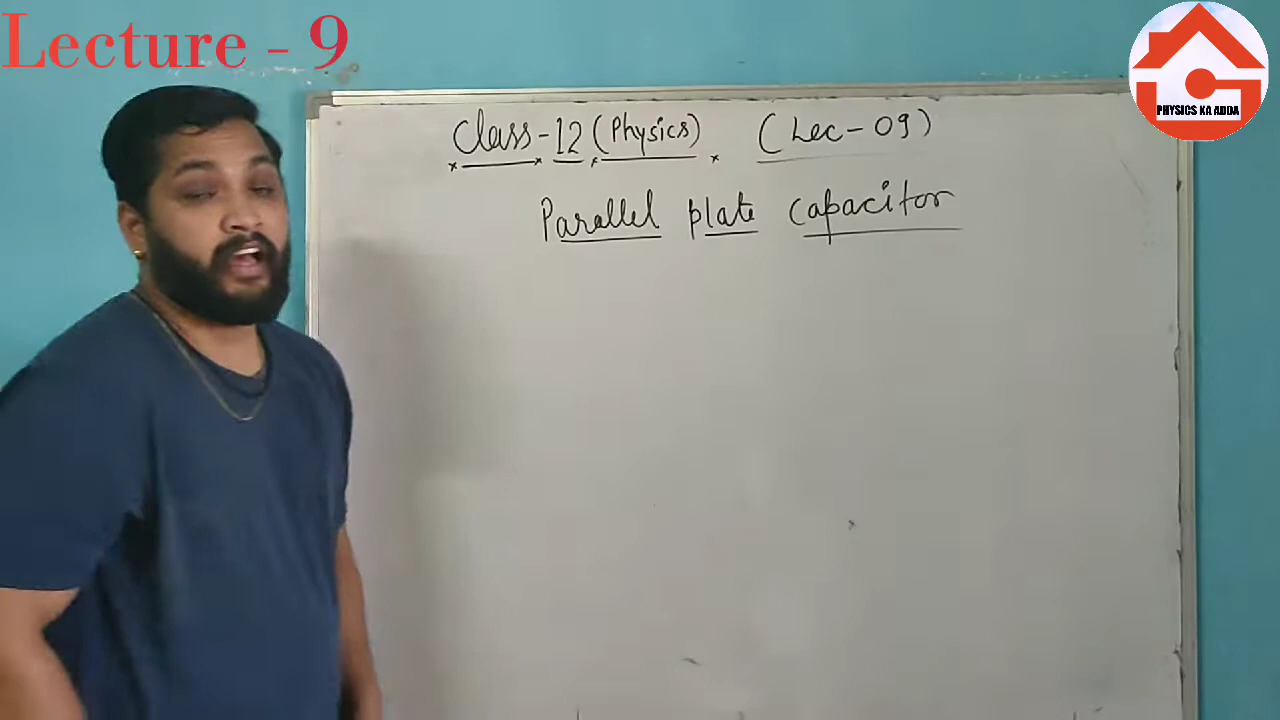 Lecture - 9
PHYSICS KA ADDA
Class-12 (Physics) (Lec-09)
Parallel plate capacitor